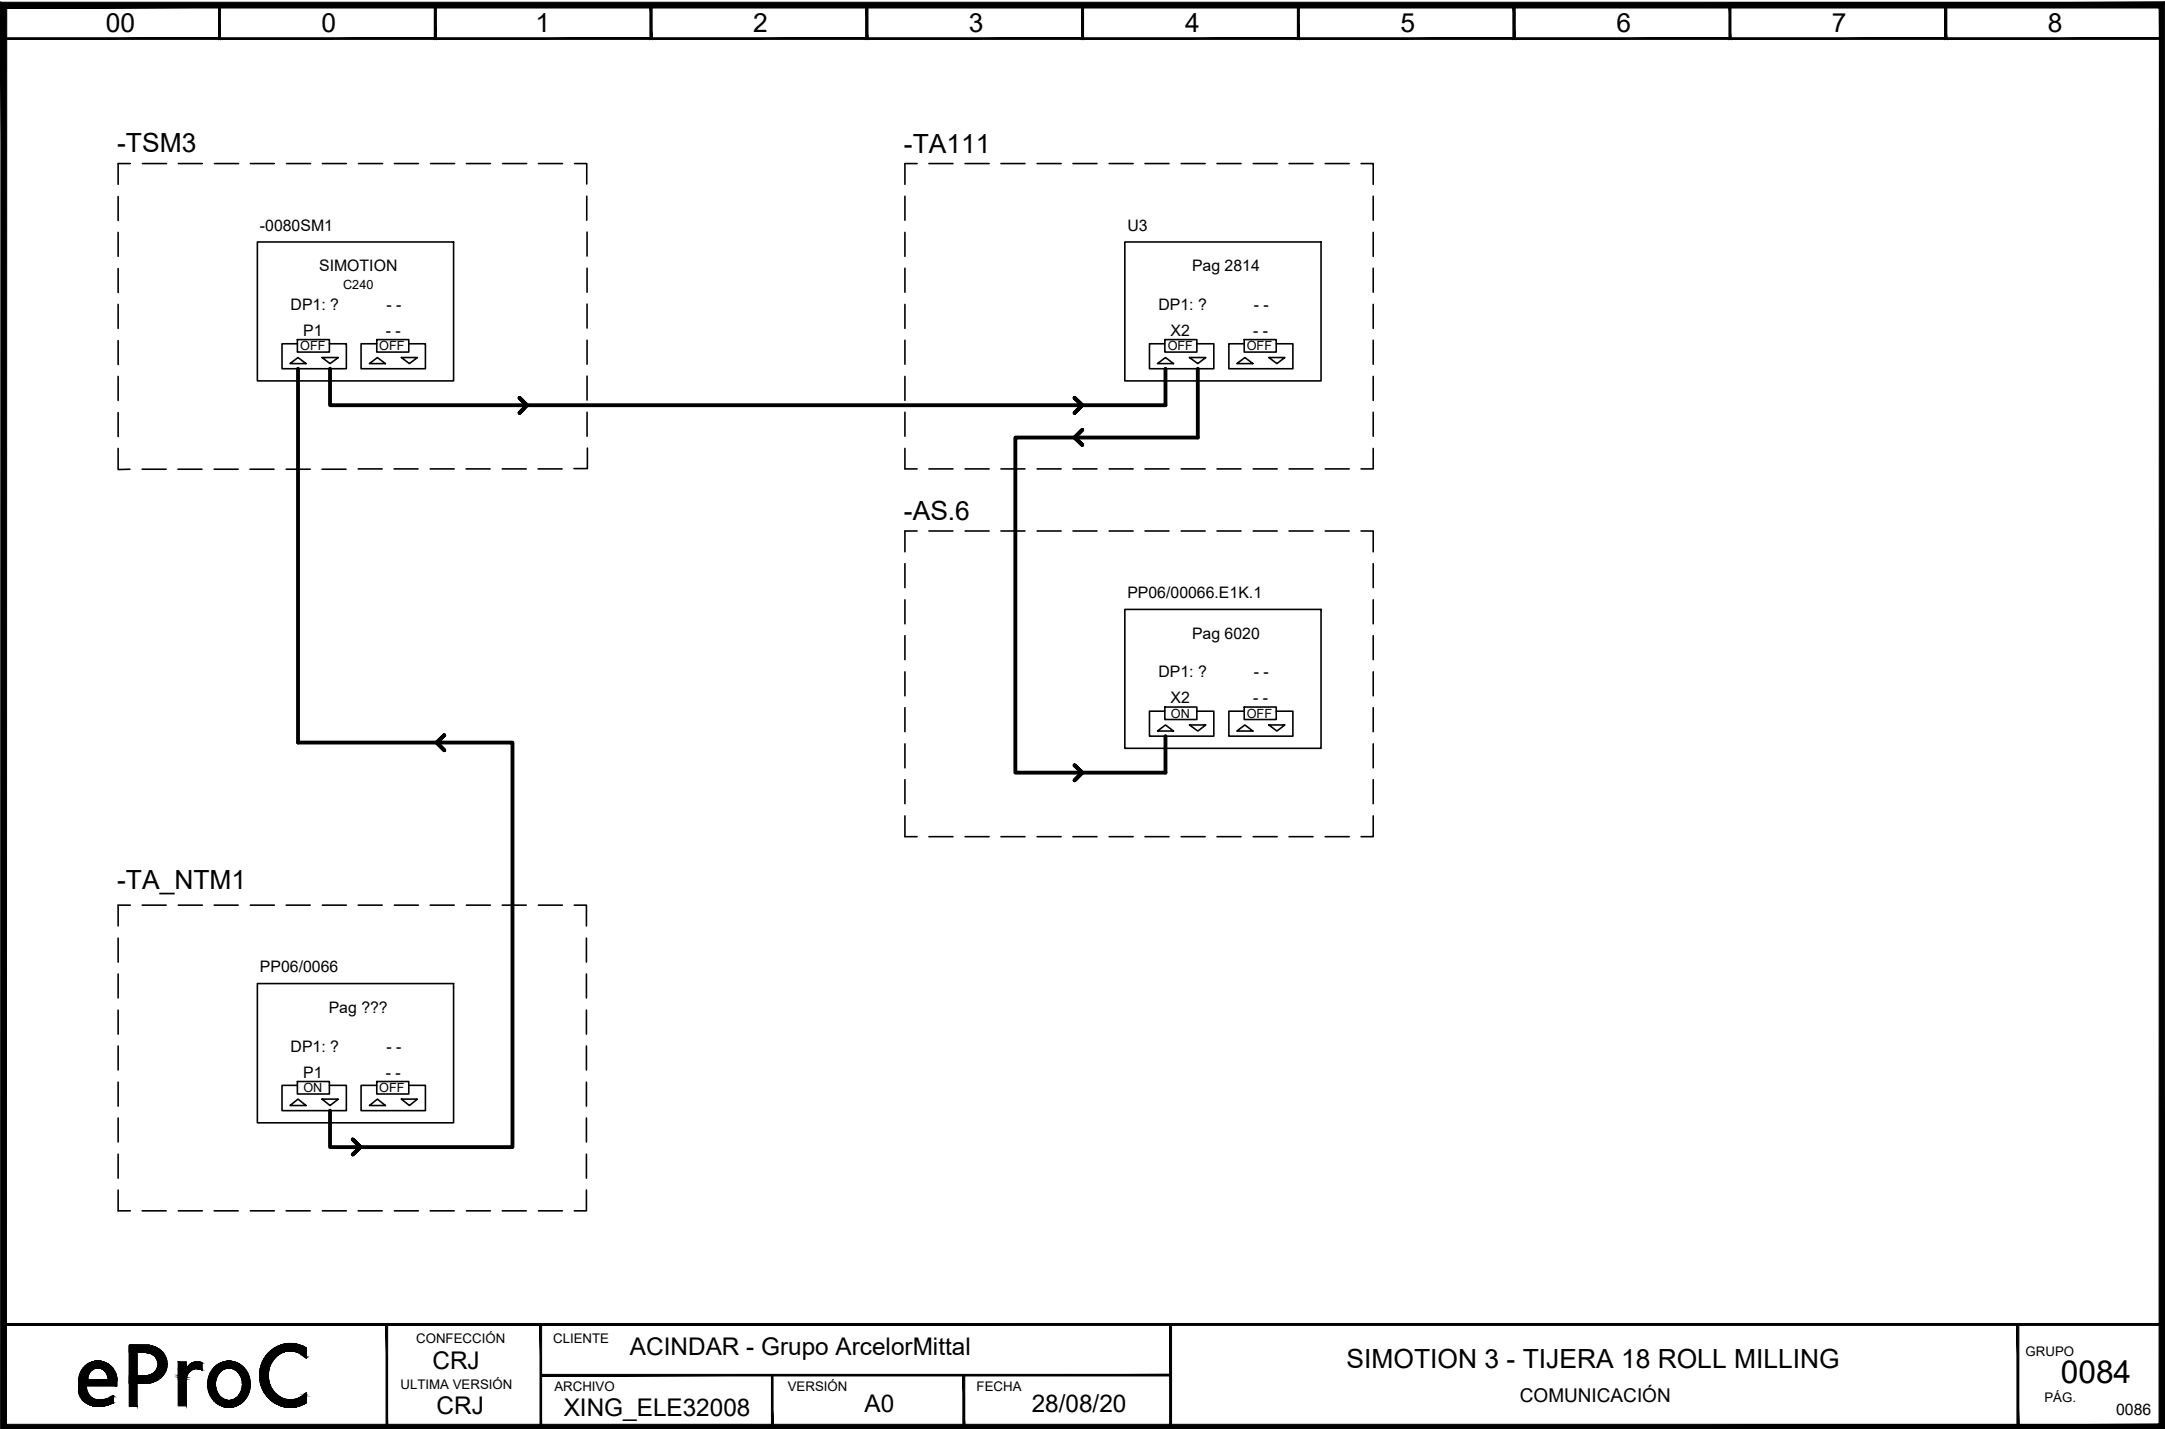 00 0 1 2 3 4 5 6 7 8
-TSM3
-0080SM1
SIMOTION
C240
DP1: ? - -
P1 - -
OFF OFF
-TA111
U3
Pag 2814
DP1: ? - -
X2 - -
OFF OFF
-AS.6
PP06/00066.E1K.1
Pag 6020
DP1: ? - -
X2 - -
ON OFF
-TA_NTM1
PP06/0066
Pag ???
DP1: ? - -
P1 - -
ON OFF
eProC
CONFECCIÓN
CRJ
ULTIMA VERSIÓN
CRJ
CLIENTE ACINDAR - Grupo ArcelorMittal
ARCHIVO
XING_ELE32008
VERSIÓN
A0
FECHA
28/08/20
SIMOTION 3 - TIJERA 18 ROLL MILLING
COMUNICACIÓN
GRUPO
0084
PÁG.
0086